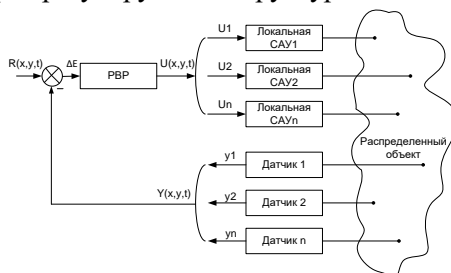 R(x,y,t)
ΔE
РВР
U(x,y,t)
U1
Локальная
САУ1
U2
Локальная
САУ2
Un
Локальная
САУn
Распределенный
объект
y1
Датчик 1
y2
Датчик 2
yn
Датчик n
Y(x,y,t)